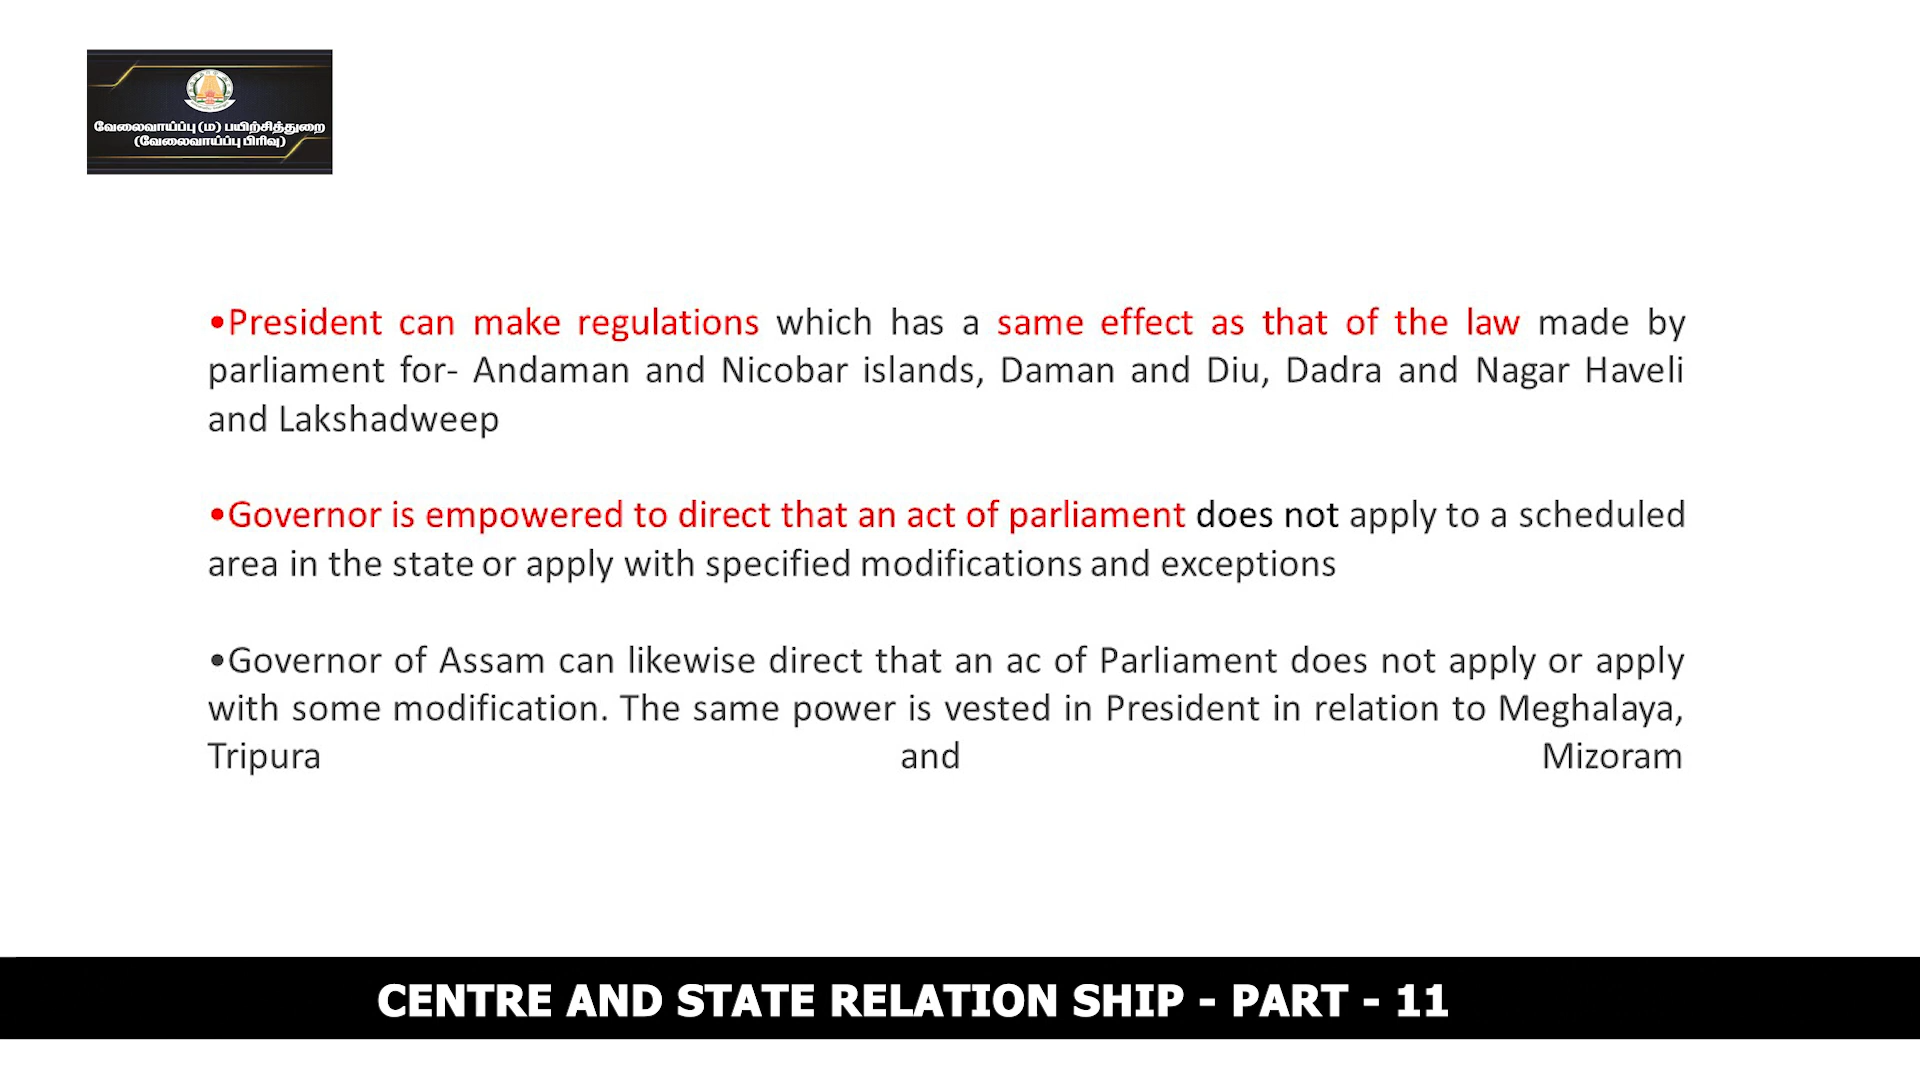 வேலைவாய்ப்பு (ம) பயிற்சித்துறை
(வேலைவாய்ப்பு பிரிவு)
•President can make regulations which has a same effect as that of the law made by
parliament for- Andaman and Nicobar islands, Daman and Diu, Dadra and Nagar Haveli
and Lakshadweep
•Governor is empowered to direct that an act of parliament does not apply to a scheduled
area in the state or apply with specified modifications and exceptions
•Governor of Assam can likewise direct that an ac of Parliament does not apply or apply
with some modification. The same power is vested in President in relation to Meghalaya,
Tripura and Mizoram
CENTRE AND STATE RELATION SHIP - PART - 11